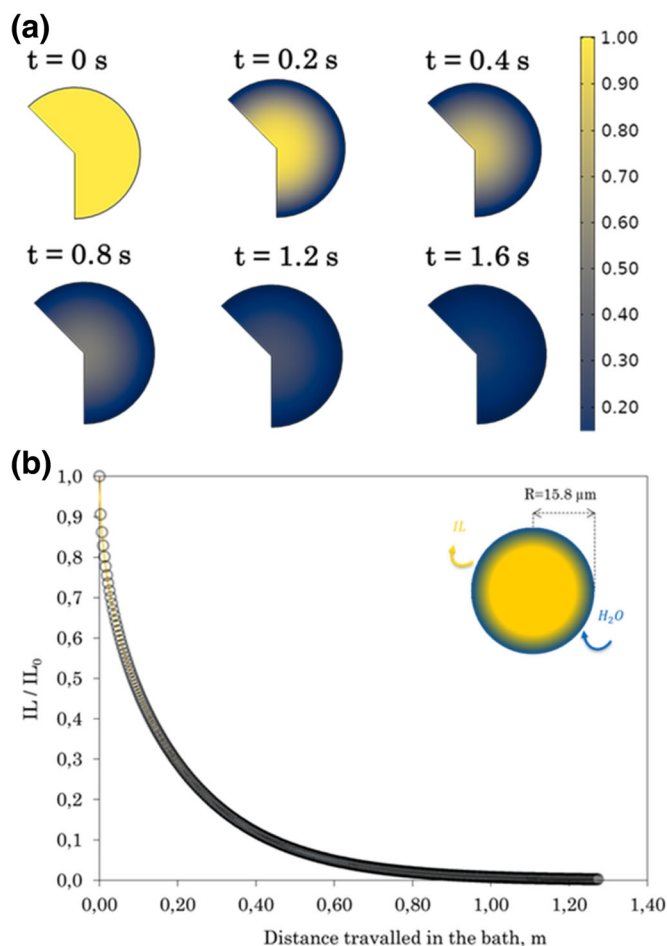 (a)
t = 0 s
t = 0.2 s
t = 0.4 s
t = 0.8 s
t = 1.2 s
t = 1.6 s
1.00
0.90
0.80
0.70
0.60
0.50
0.40
0.30
0.20
(b)
1,0
0,9
0,8
0,7
0,6
0,5
0,4
0,3
0,2
0,1
0,0
IL / IL₀
R=15.8 µm
IL
H₂O
0,00 0,20 0,40 0,60 0,80 1,00 1,20 1,40
Distance travelled in the bath, m